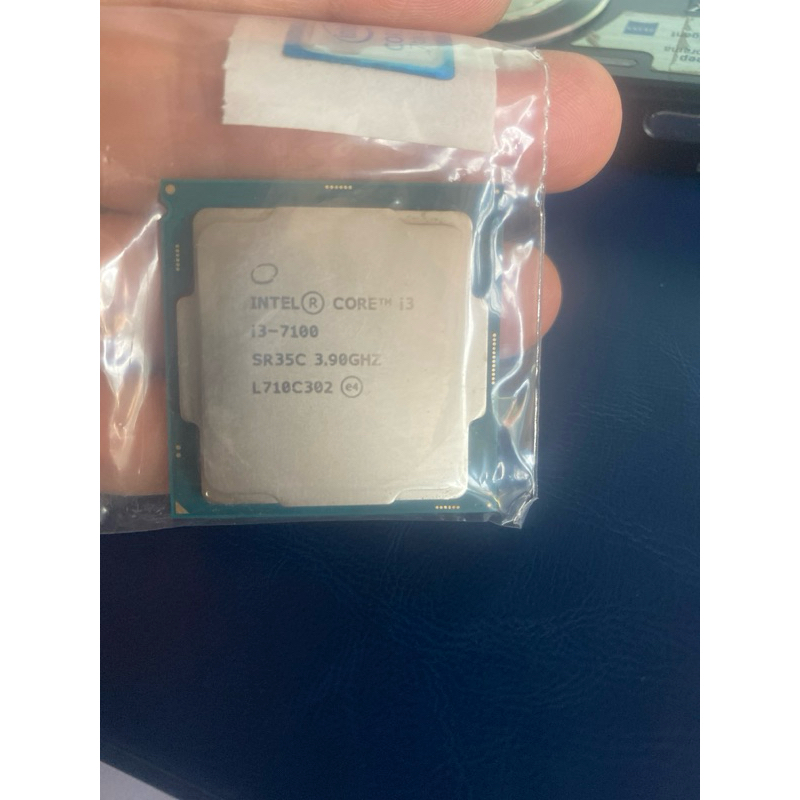 INTEL® CORE™ i3
i3-7100
SR35C 3.90GHZ
L710C302 e4